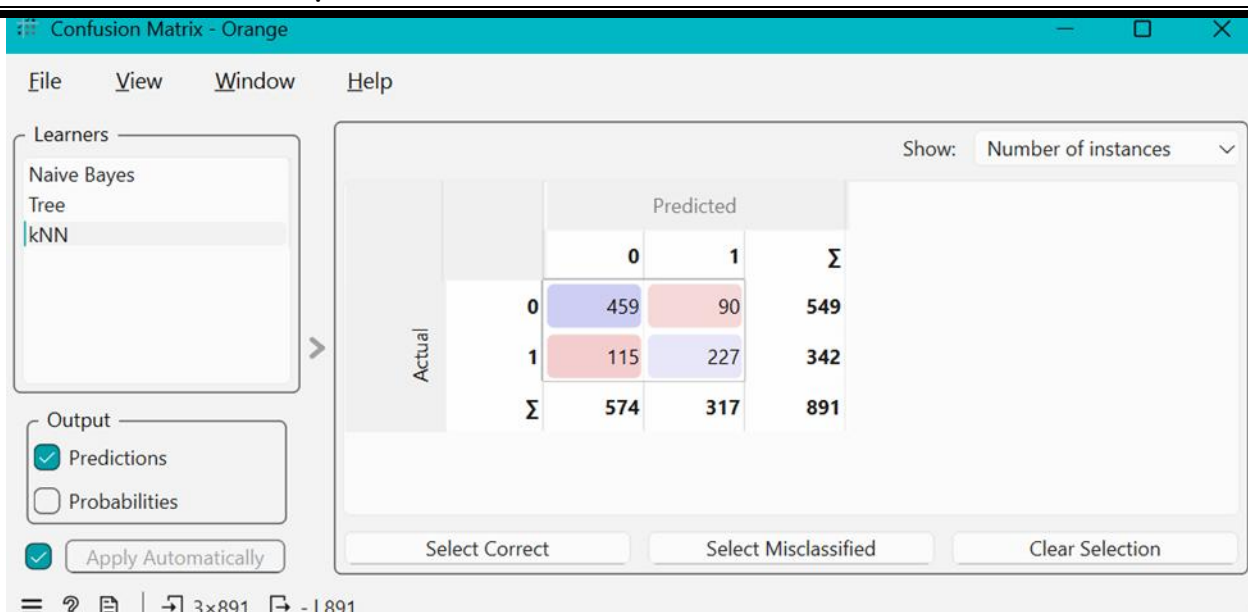 Confusion Matrix - Orange
File View Window Help
Learners
Naive Bayes
Tree
kNN
Output
Predictions
Probabilities
Apply Automatically
Show: Number of instances
Predicted
0 1 Σ
Actual
0 459 90 549
1 115 227 342
Σ 574 317 891
Select Correct Select Misclassified Clear Selection
3×891 - | 891